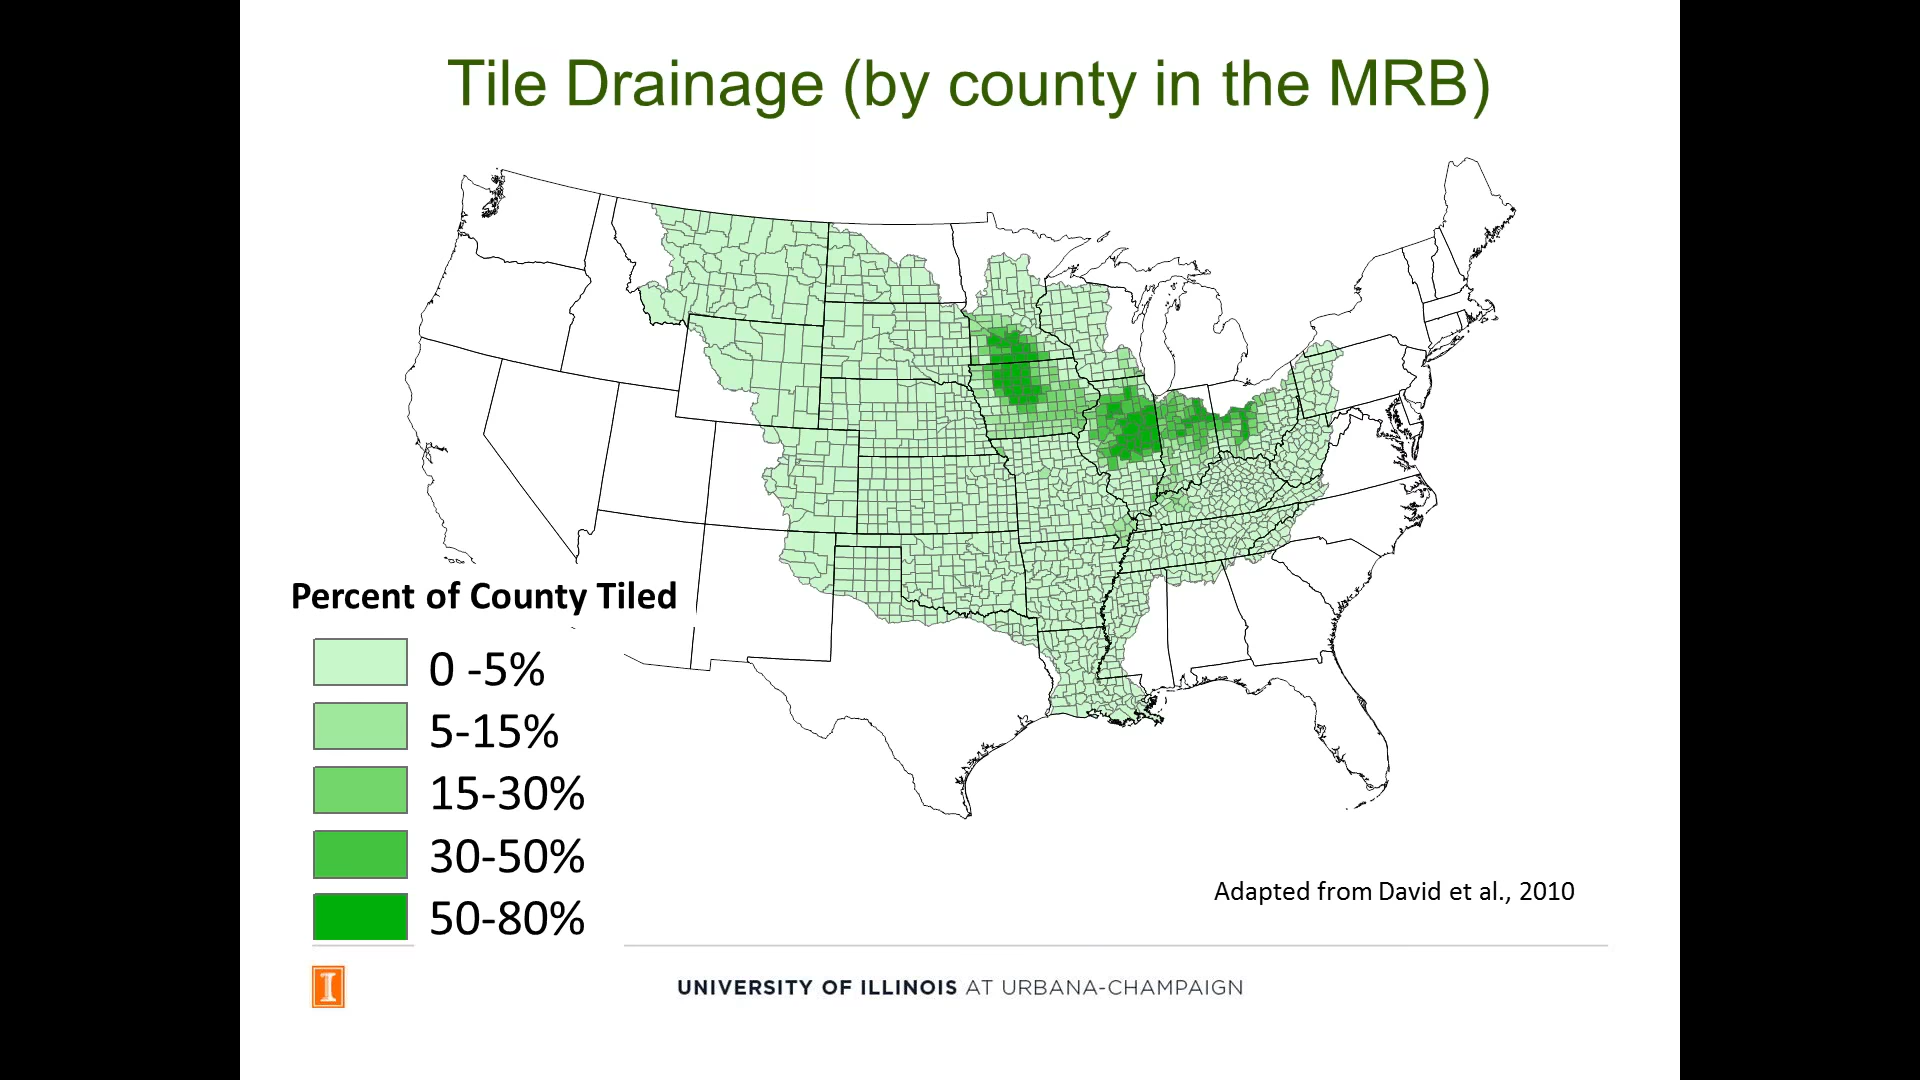 Tile Drainage (by county in the MRB)
Percent of County Tiled
0 -5%
5-15%
15-30%
30-50%
50-80%
Adapted from David et al., 2010
I
UNIVERSITY OF ILLINOIS AT URBANA-CHAMPAIGN